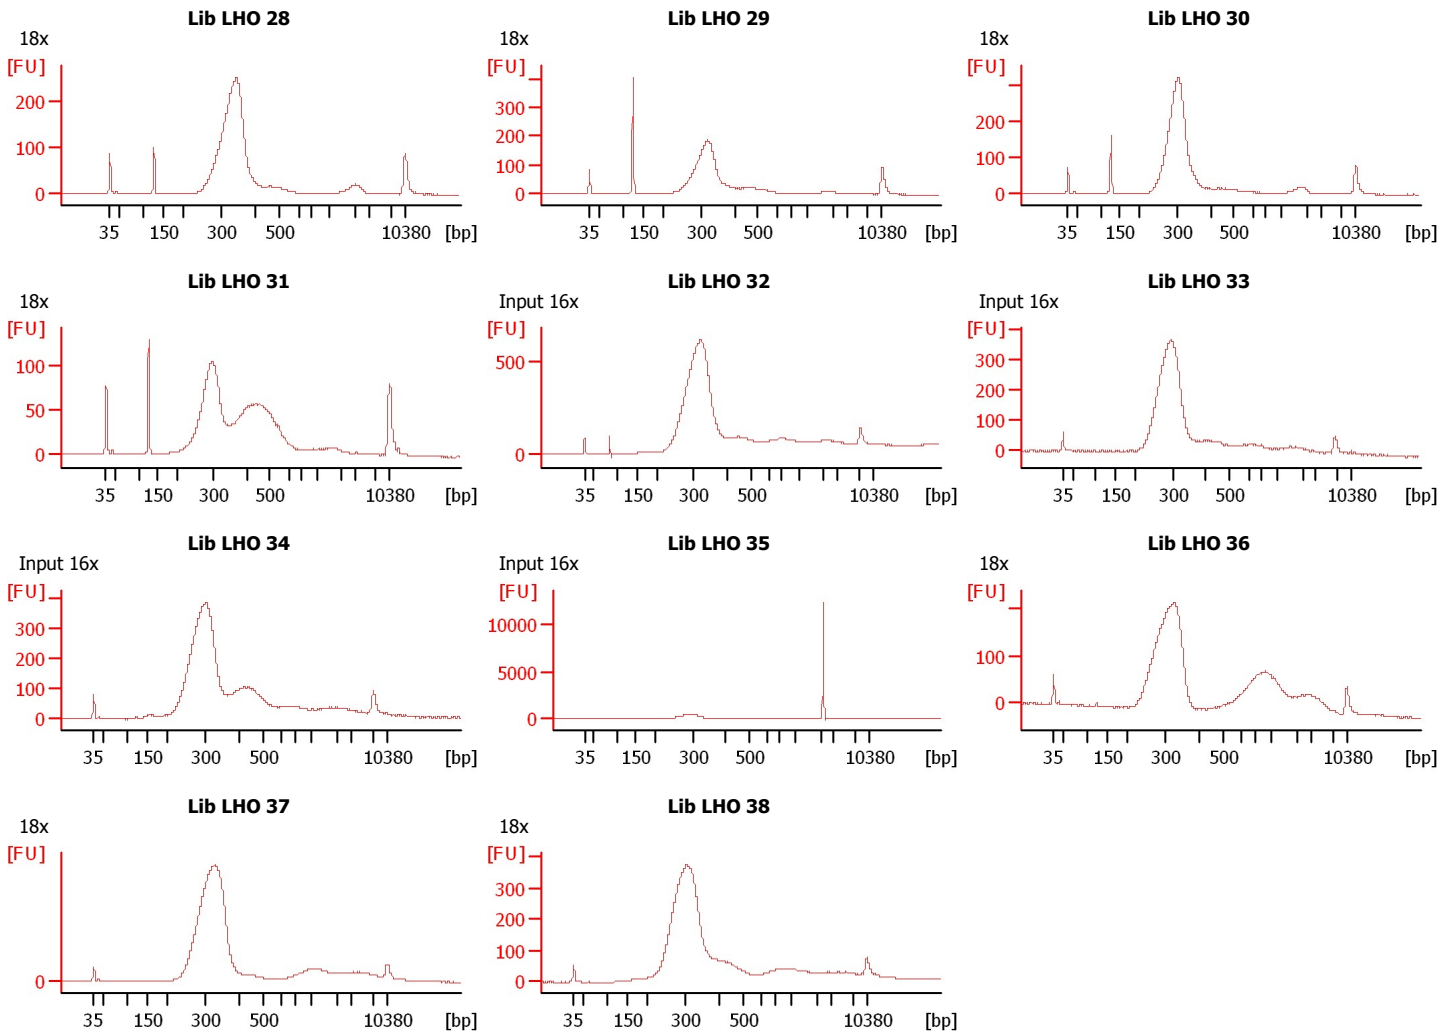 Lib LHO 28
18x
[FU]
200
100
0
35 150 300 500 10380 [bp]
Lib LHO 29
18x
[FU]
300
200
100
0
35 150 300 500 10380 [bp]
Lib LHO 30
18x
[FU]
200
100
0
35 150 300 500 10380 [bp]
Lib LHO 31
18x
[FU]
100
50
0
35 150 300 500 10380 [bp]
Lib LHO 32
Input 16x
[FU]
500
0
35 150 300 500 10380 [bp]
Lib LHO 33
Input 16x
[FU]
300
200
100
0
35 150 300 500 10380 [bp]
Lib LHO 34
Input 16x
[FU]
300
200
100
0
35 150 300 500 10380 [bp]
Lib LHO 35
Input 16x
[FU]
10000
5000
0
35 150 300 500 10380 [bp]
Lib LHO 36
18x
[FU]
100
0
35 150 300 500 10380 [bp]
Lib LHO 37
18x
[FU]
0
35 150 300 500 10380 [bp]
Lib LHO 38
18x
[FU]
300
200
100
0
35 150 300 500 10380 [bp]